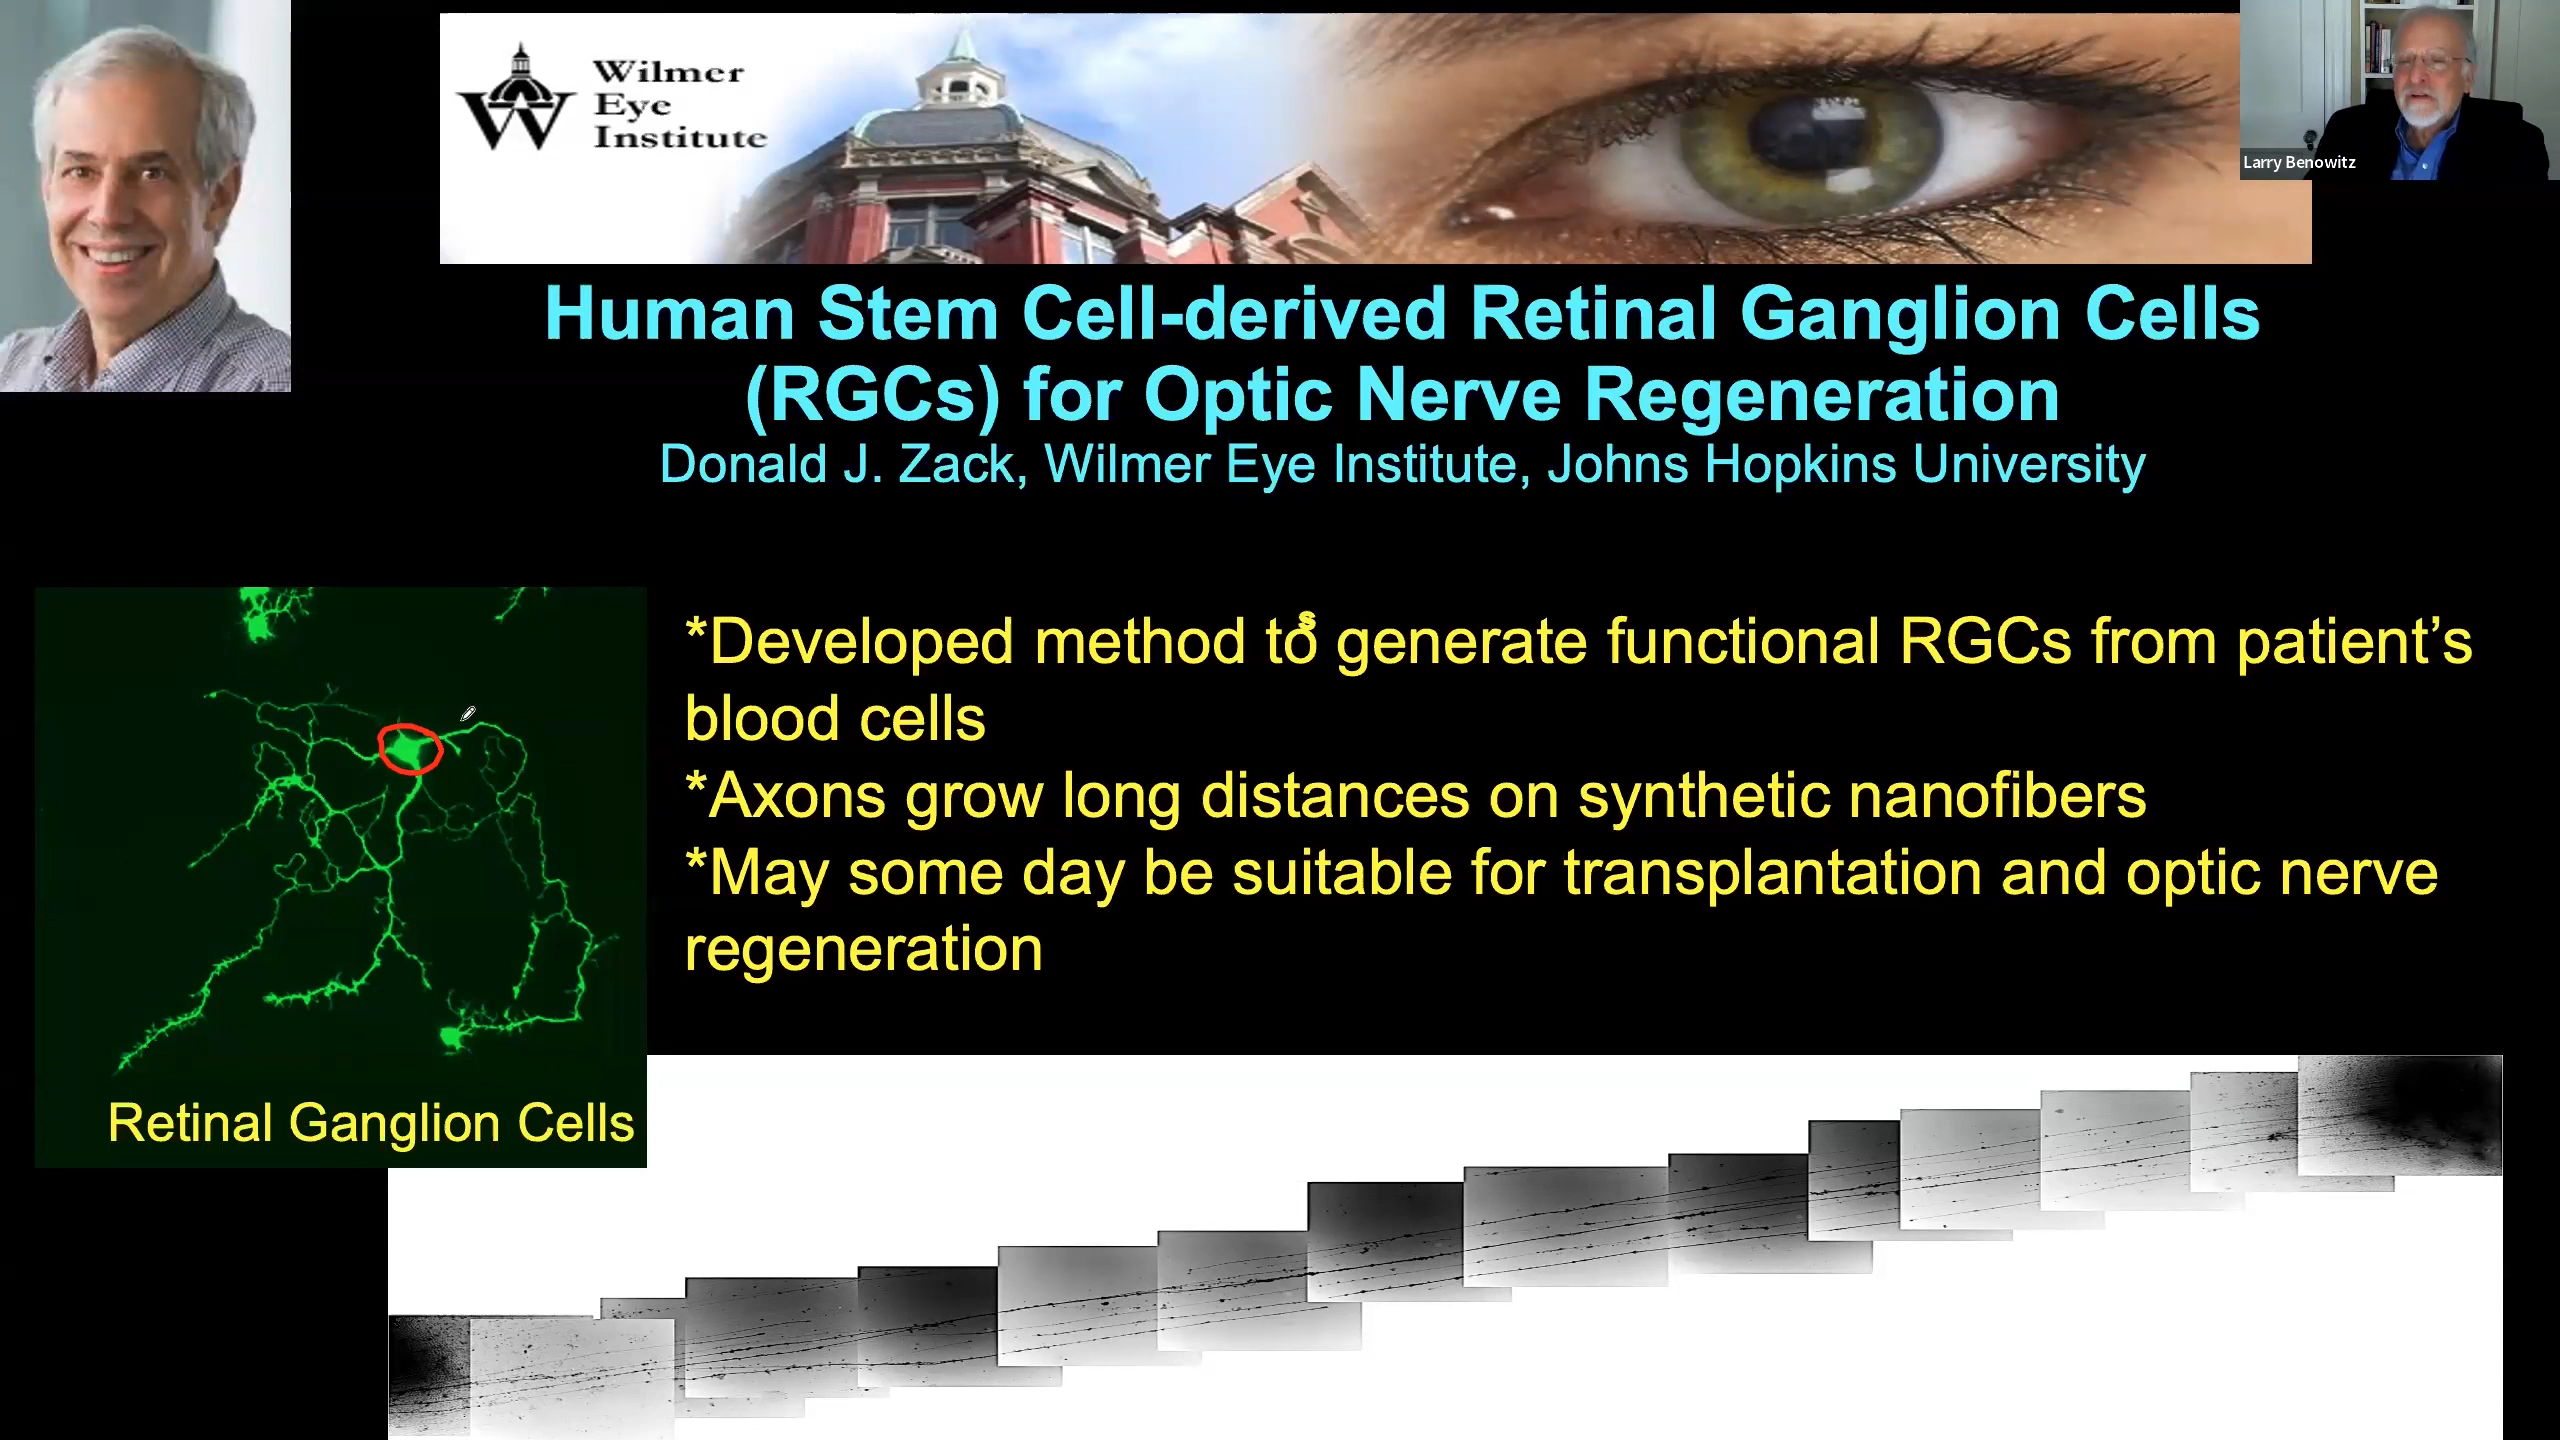 Wilmer
Eye
Institute
Larry Benowitz
Human Stem Cell-derived Retinal Ganglion Cells
(RGCs) for Optic Nerve Regeneration
Donald J. Zack, Wilmer Eye Institute, Johns Hopkins University
s
*Developed method to generate functional RGCs from patient’s
blood cells
*Axons grow long distances on synthetic nanofibers
*May some day be suitable for transplantation and optic nerve
regeneration
Retinal Ganglion Cells